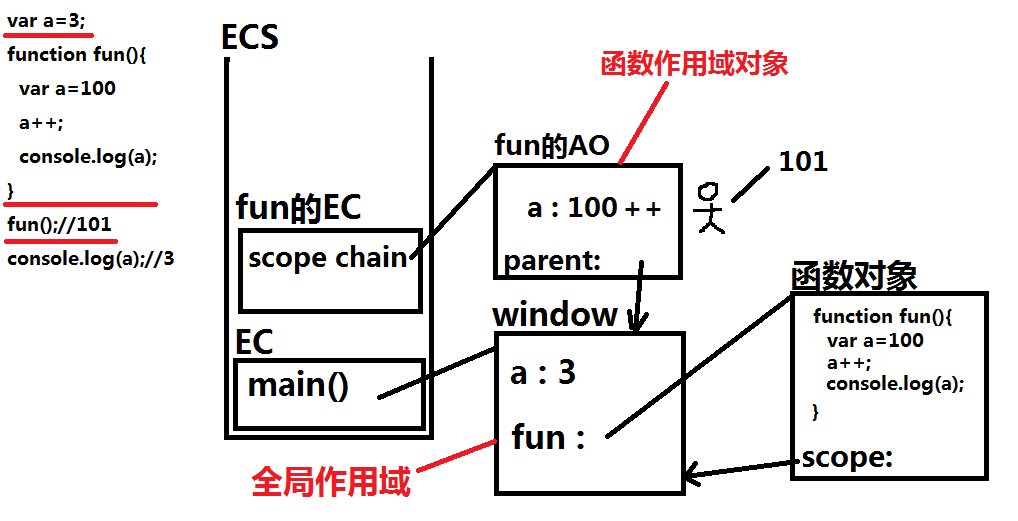 var a=3;
function fun(){
var a=100
a++;
console.log(a);
}
fun();//101
console.log(a);//3
ECS
fun的EC
scope chain
EC
main()
函数作用域对象
fun的AO
a : 100 ++
parent:
101
window
a : 3
fun :
全局作用域
函数对象
function fun(){
var a=100
a++;
console.log(a);
}
scope: